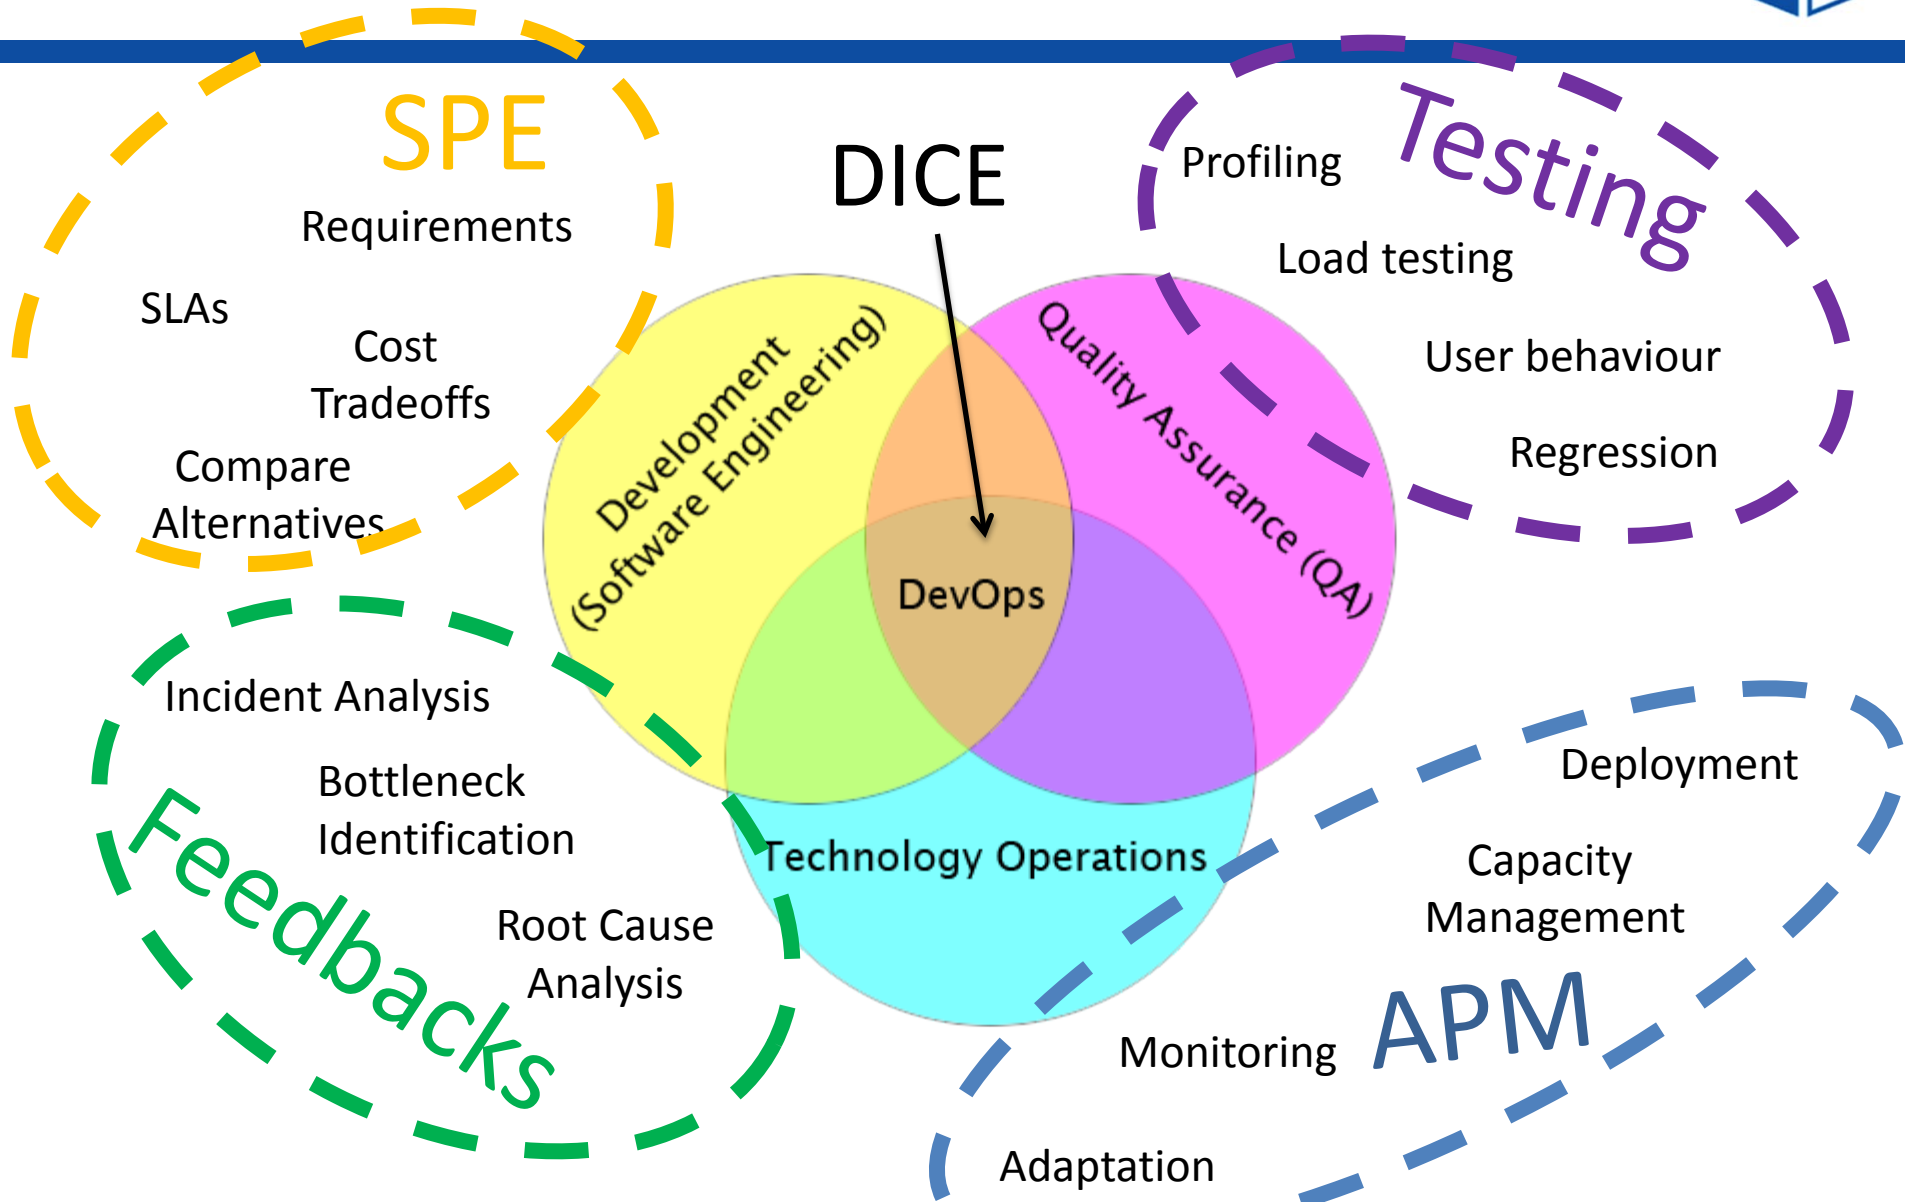 SPE
Requirements
SLAs
Cost
Tradeoffs
Compare
Alternatives
DICE
Testing
Profiling
Load testing
User behaviour
Regression
Development
(Software Engineering)
Quality Assurance (QA)
DevOps
Technology Operations
Incident Analysis
Bottleneck
Identification
Root Cause
Analysis
Feedbacks
Deployment
Capacity
Management
APM
Monitoring
Adaptation